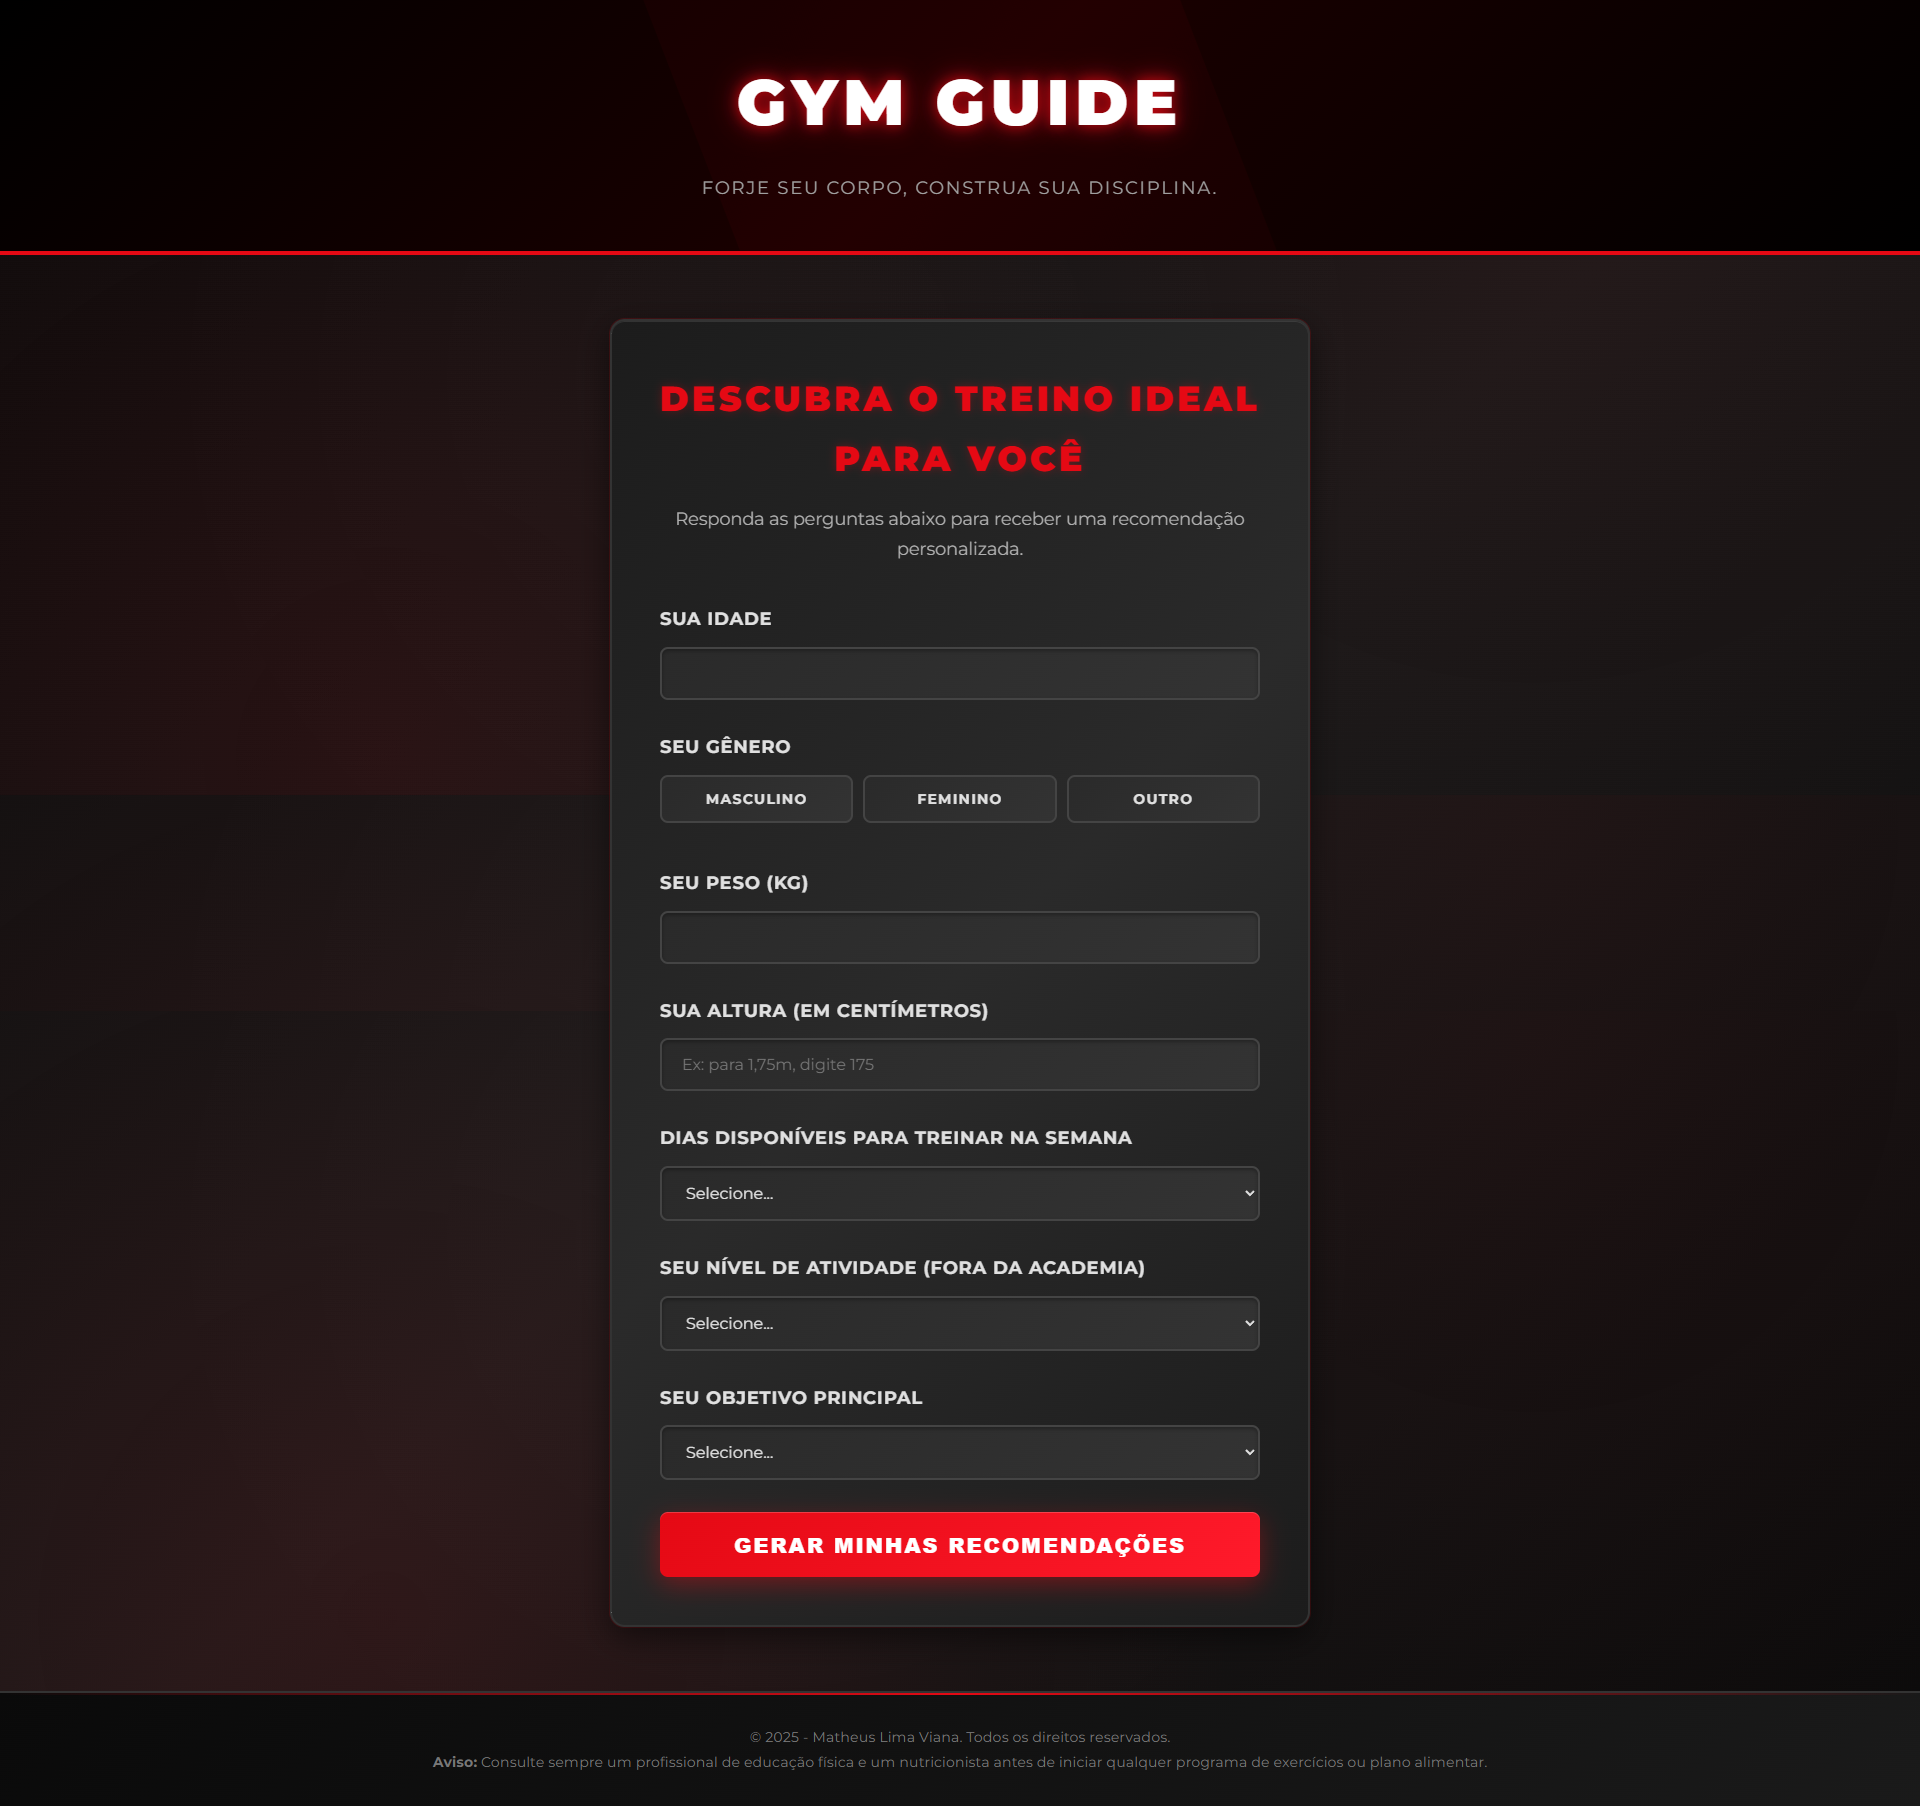 GYM GUIDE
FORJE SEU CORPO, CONSTRUA SUA DISCIPLINA.
DESCUBRA O TREINO IDEAL
PARA VOCÊ
Responda as perguntas abaixo para receber uma recomendação
personalizada.
SUA IDADE
SEU GÊNERO
MASCULINO FEMININO OUTRO
SEU PESO (KG)
SUA ALTURA (EM CENTÍMETROS)
Ex: para 1,75m, digite 175
DIAS DISPONÍVEIS PARA TREINAR NA SEMANA
Selecione...
SEU NÍVEL DE ATIVIDADE (FORA DA ACADEMIA)
Selecione...
SEU OBJETIVO PRINCIPAL
Selecione...
GERAR MINHAS RECOMENDAÇÕES
© 2025 - Matheus Lima Viana. Todos os direitos reservados.
Aviso: Consulte sempre um profissional de educação física e um nutricionista antes de iniciar qualquer programa de exercícios ou plano alimentar.